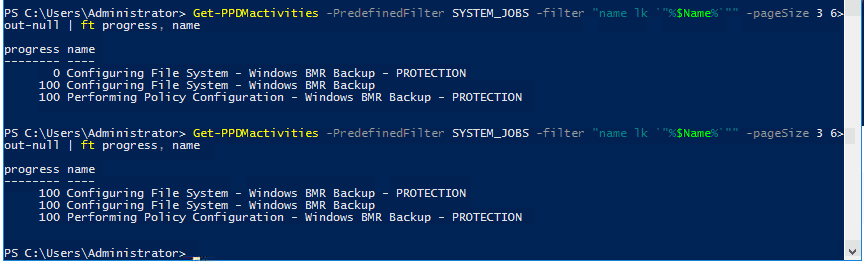 PS C:\Users\Administrator> Get-PPDMactivities -PredefinedFilter SYSTEM_JOBS -filter "name lk `"%$Name%`"" -pageSize 3 6>
out-null | ft progress, name
progress name
-------- ----
0 Configuring File System - Windows BMR Backup - PROTECTION
100 Configuring File System - Windows BMR Backup
100 Performing Policy Configuration - Windows BMR Backup - PROTECTION
PS C:\Users\Administrator> Get-PPDMactivities -PredefinedFilter SYSTEM_JOBS -filter "name lk `"%$Name%`"" -pageSize 3 6>
out-null | ft progress, name
progress name
-------- ----
100 Configuring File System - Windows BMR Backup - PROTECTION
100 Configuring File System - Windows BMR Backup
100 Performing Policy Configuration - Windows BMR Backup - PROTECTION
PS C:\Users\Administrator> _